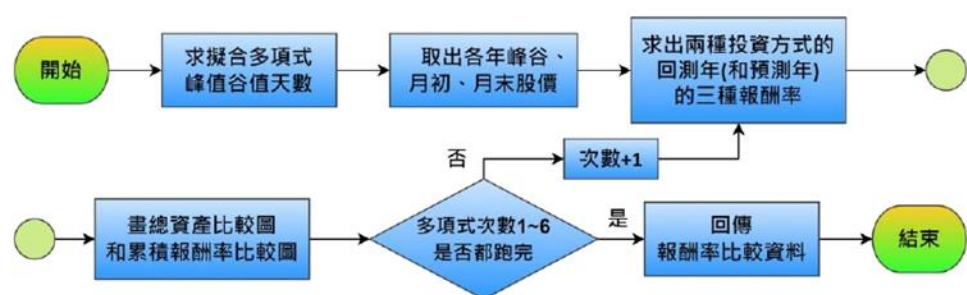 開始
求擬合多項式
峰值谷值天數
取出各年峰谷、
月初、月末股價
求出兩種投資方式的
回測年(和預測年)
的三種報酬率
否
次數+1
畫總資產比較圖
和累積報酬率比較圖
多項式次數1~6
是否都跑完
是
回傳
報酬率比較資料
結束